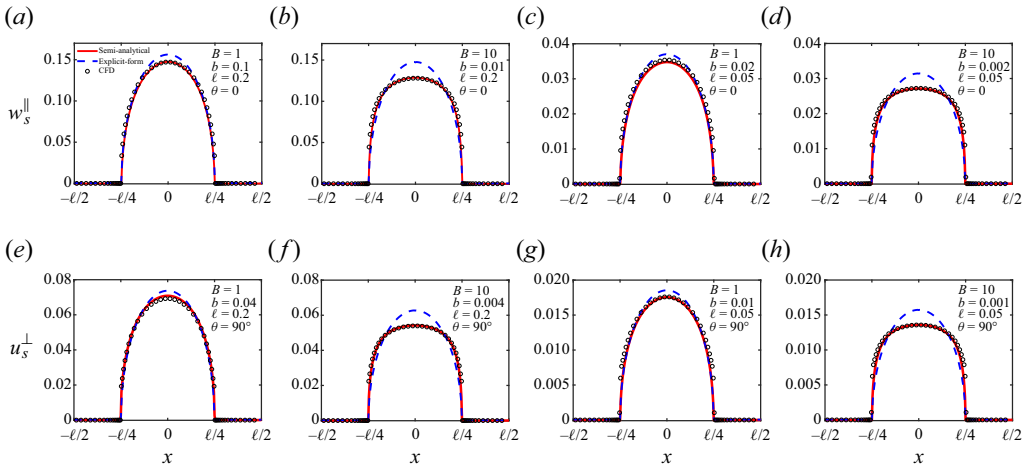 (a) (b) (c) (d)
w_s^∥
0.15
0.10
0.05
0
Semi-analytical
Explicit-form
CFD
B = 1
b = 0.1
ℓ = 0.2
θ = 0
−ℓ/2 −ℓ/4 0 ℓ/4 ℓ/2
0.15
0.10
0.05
0
B = 10
b = 0.01
ℓ = 0.2
θ = 0
−ℓ/2 −ℓ/4 0 ℓ/4 ℓ/2
0.04
0.03
0.02
0.01
0
B = 1
b = 0.02
ℓ = 0.05
θ = 0
−ℓ/2 −ℓ/4 0 ℓ/4 ℓ/2
0.04
0.03
0.02
0.01
0
B = 10
b = 0.002
ℓ = 0.05
θ = 0
−ℓ/2 −ℓ/4 0 ℓ/4 ℓ/2
(e) (f) (g) (h)
u_s^⊥
0.08
0.06
0.04
0.02
0
B = 1
b = 0.04
ℓ = 0.2
θ = 90°
−ℓ/2 −ℓ/4 0 ℓ/4 ℓ/2
x
0.08
0.06
0.04
0.02
0
B = 10
b = 0.004
ℓ = 0.2
θ = 90°
−ℓ/2 −ℓ/4 0 ℓ/4 ℓ/2
x
0.020
0.015
0.010
0.005
0
B = 1
b = 0.01
ℓ = 0.05
θ = 90°
−ℓ/2 −ℓ/4 0 ℓ/4 ℓ/2
x
0.020
0.015
0.010
0.005
0
B = 10
b = 0.001
ℓ = 0.05
θ = 90°
−ℓ/2 −ℓ/4 0 ℓ/4 ℓ/2
x